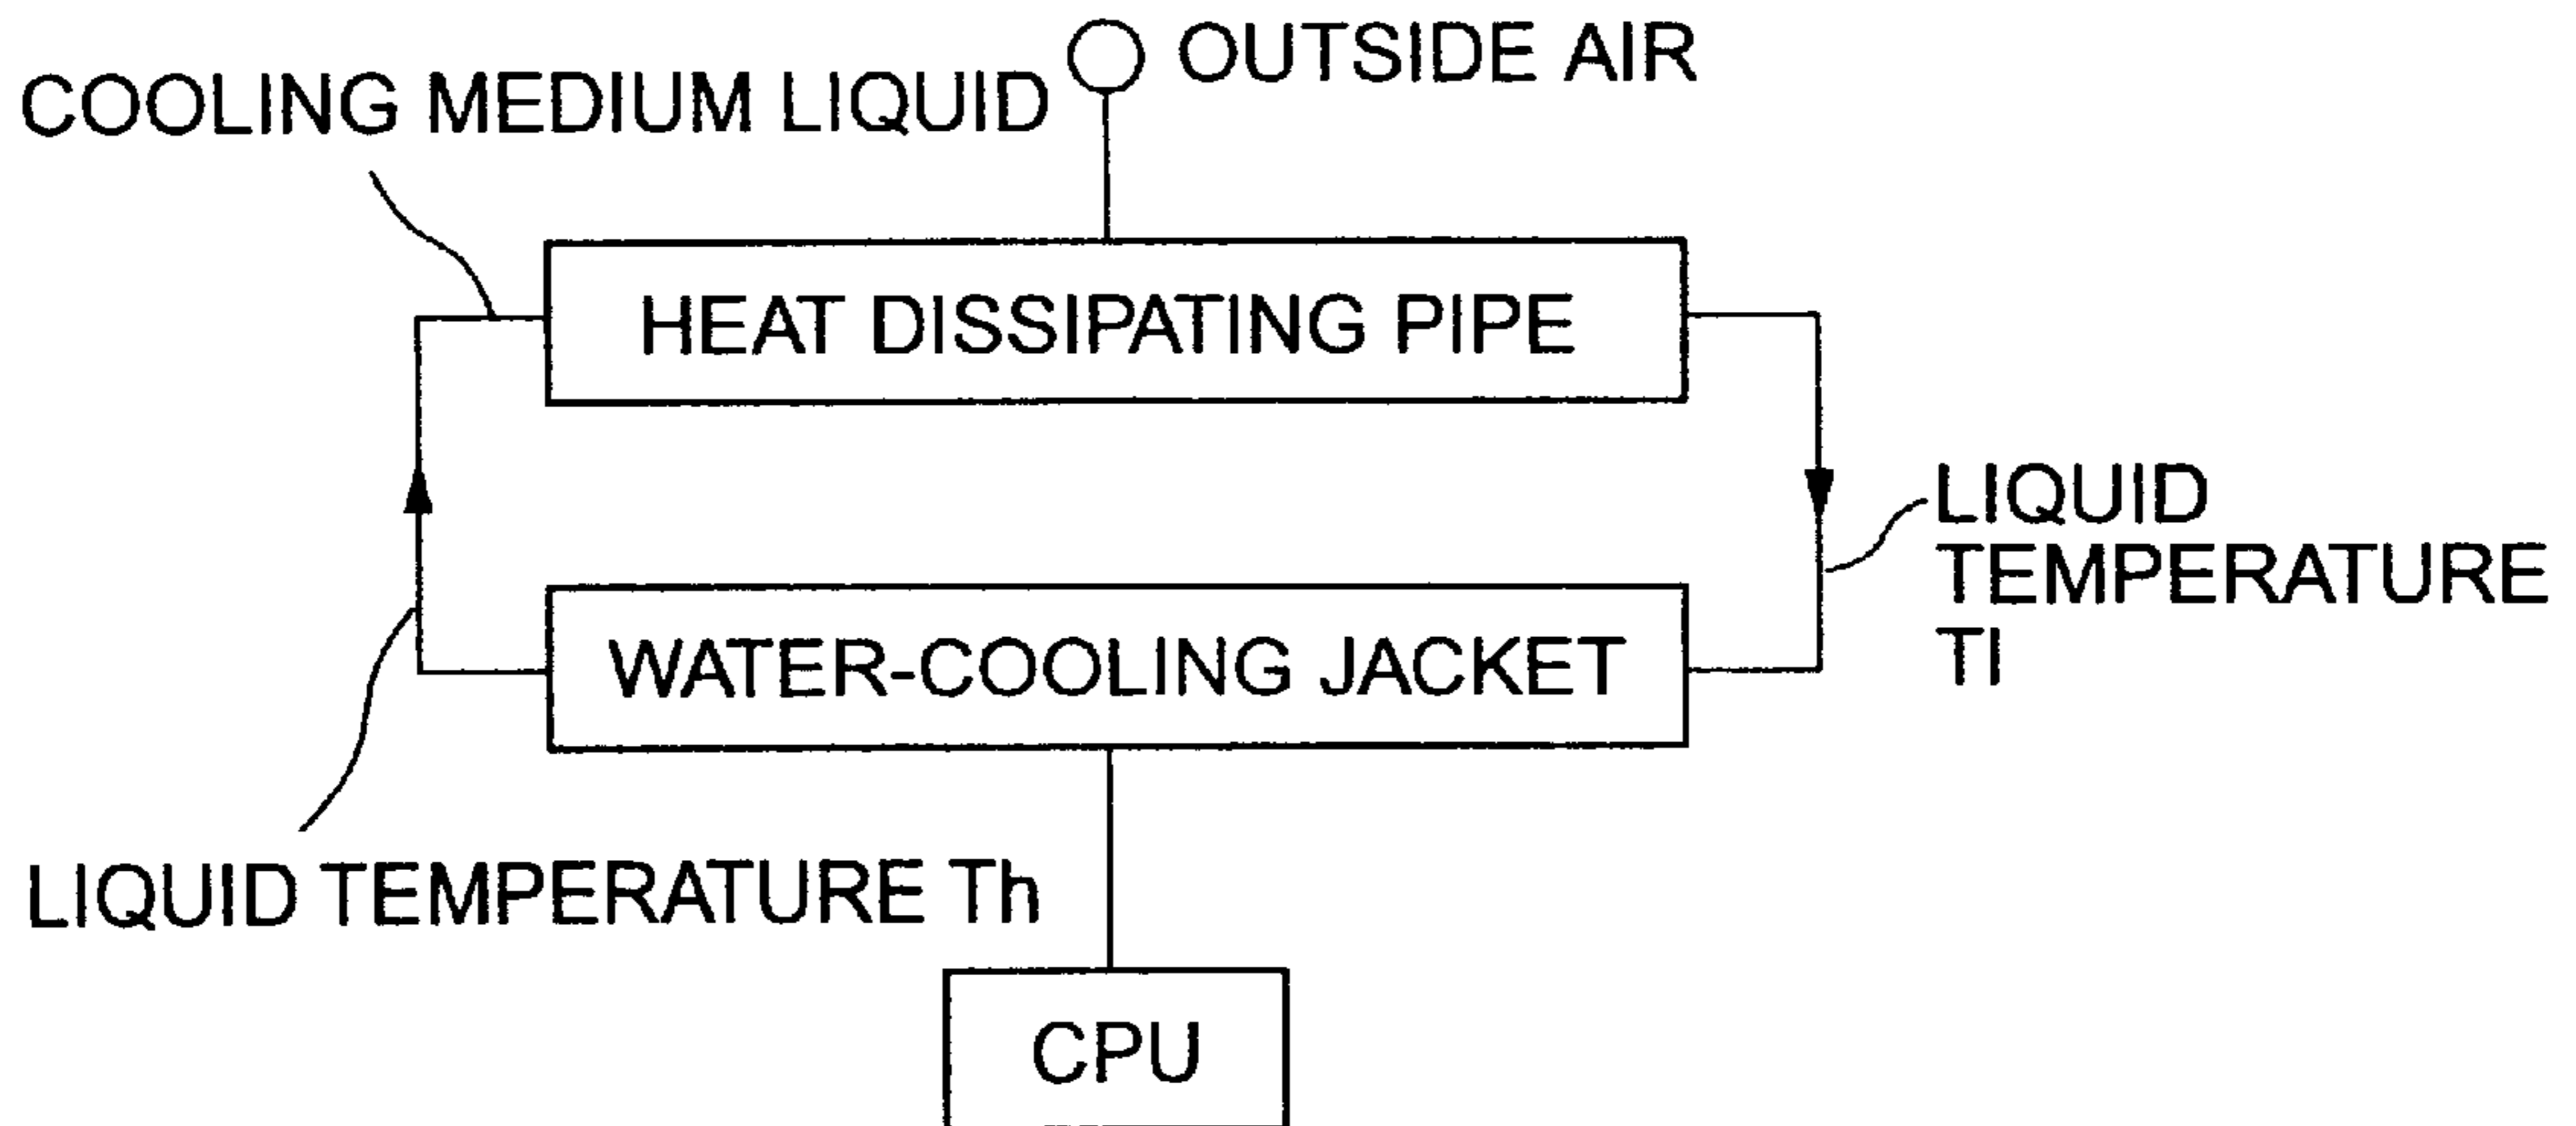 OUTSIDE AIR
COOLING MEDIUM LIQUID
HEAT DISSIPATING PIPE
LIQUID
TEMPERATURE
Tl
WATER-COOLING JACKET
LIQUID TEMPERATURE Th
CPU